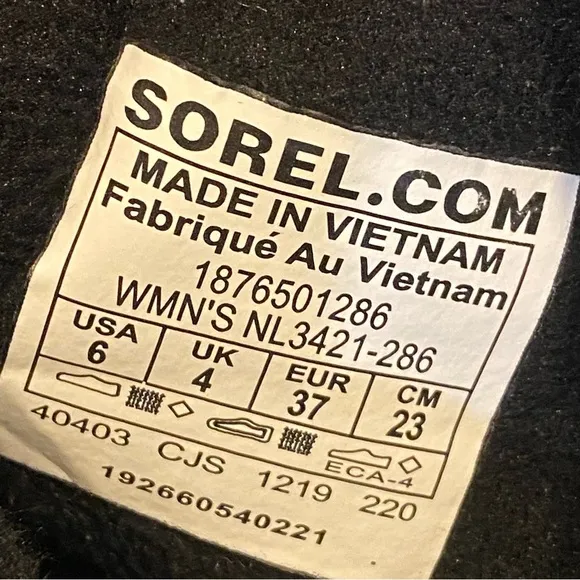 SOREL.COM
MADE IN VIETNAM
Fabriqué Au Vietnam
1876501286
WMN'S NL3421-286
USA UK EUR CM
6 4 37 23
ECA-4
40403 CJS 1219 220
192660540221